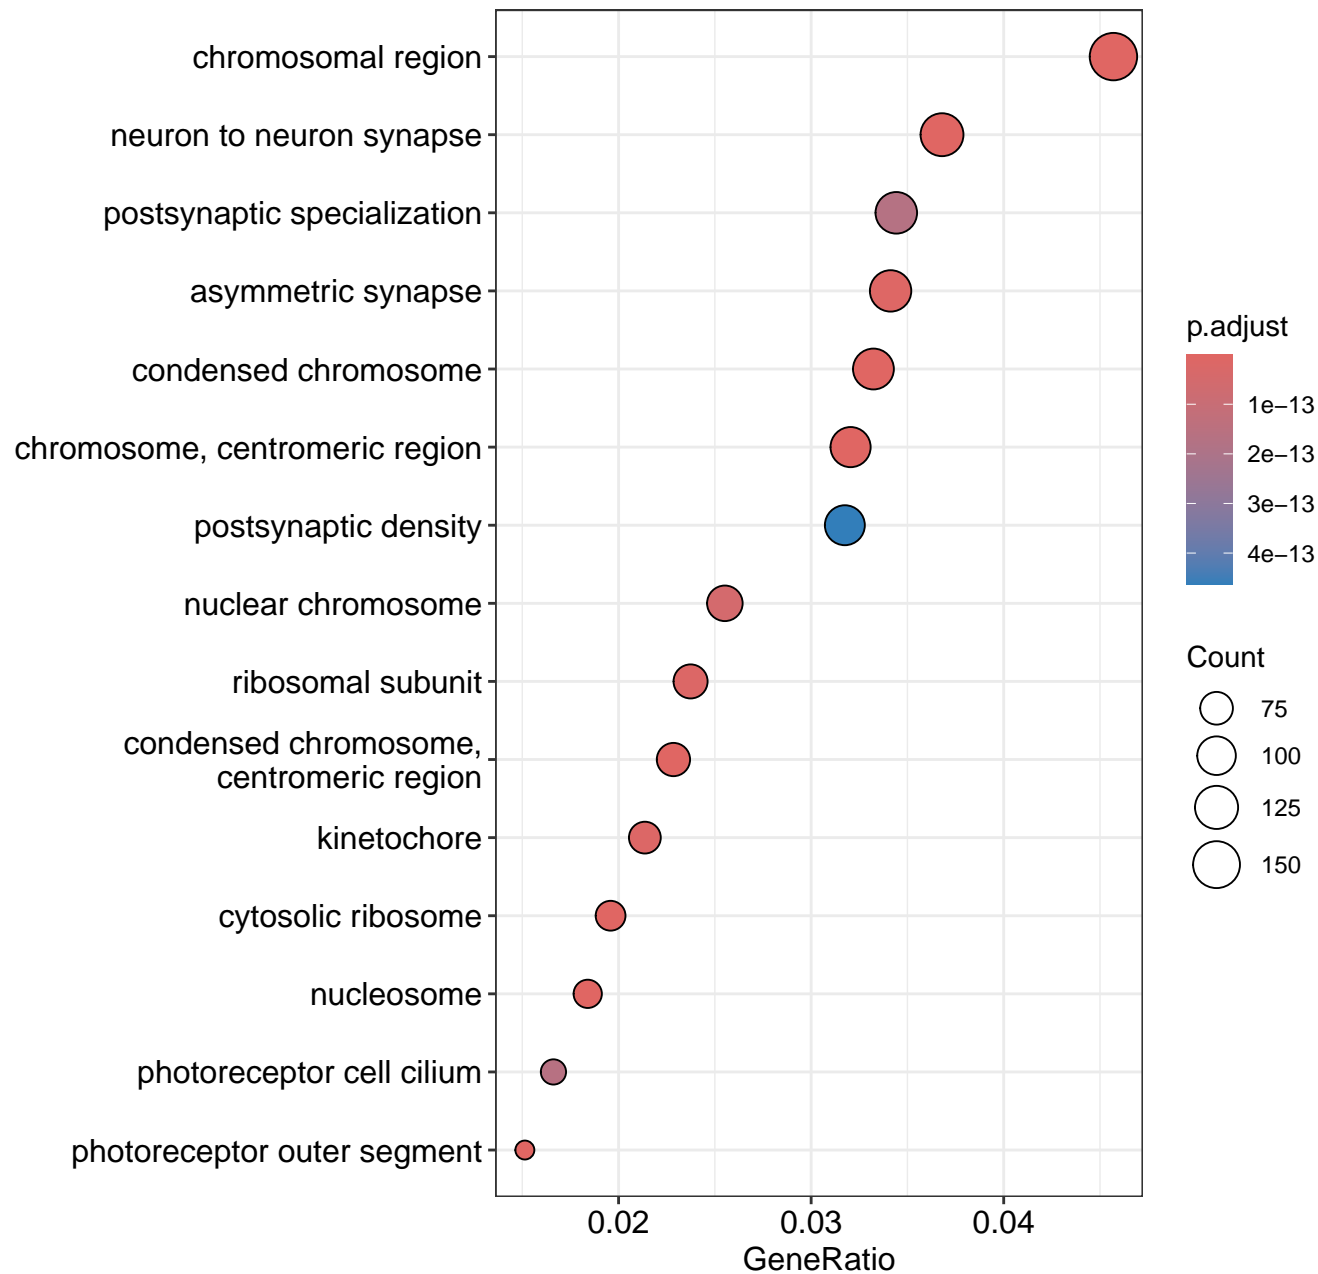 chromosomal region
neuron to neuron synapse
postsynaptic specialization
asymmetric synapse
condensed chromosome
chromosome, centromeric region
postsynaptic density
nuclear chromosome
ribosomal subunit
condensed chromosome,
centromeric region
kinetochore
cytosolic ribosome
nucleosome
photoreceptor cell cilium
photoreceptor outer segment
0.02
0.03
0.04
GeneRatio
p.adjust
1e−13
2e−13
3e−13
4e−13
Count
75
100
125
150